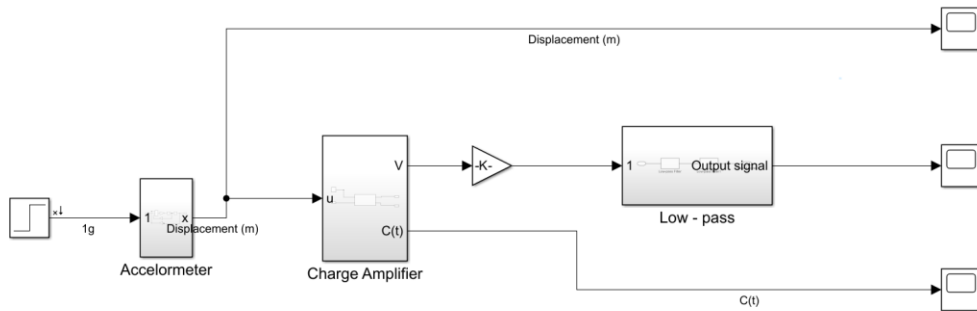 Displacement (m)
1g
1
x
Displacement (m)
Accelormeter
u
V
C(t)
Charge Amplifier
-K-
1
Output signal
Low - pass
C(t)